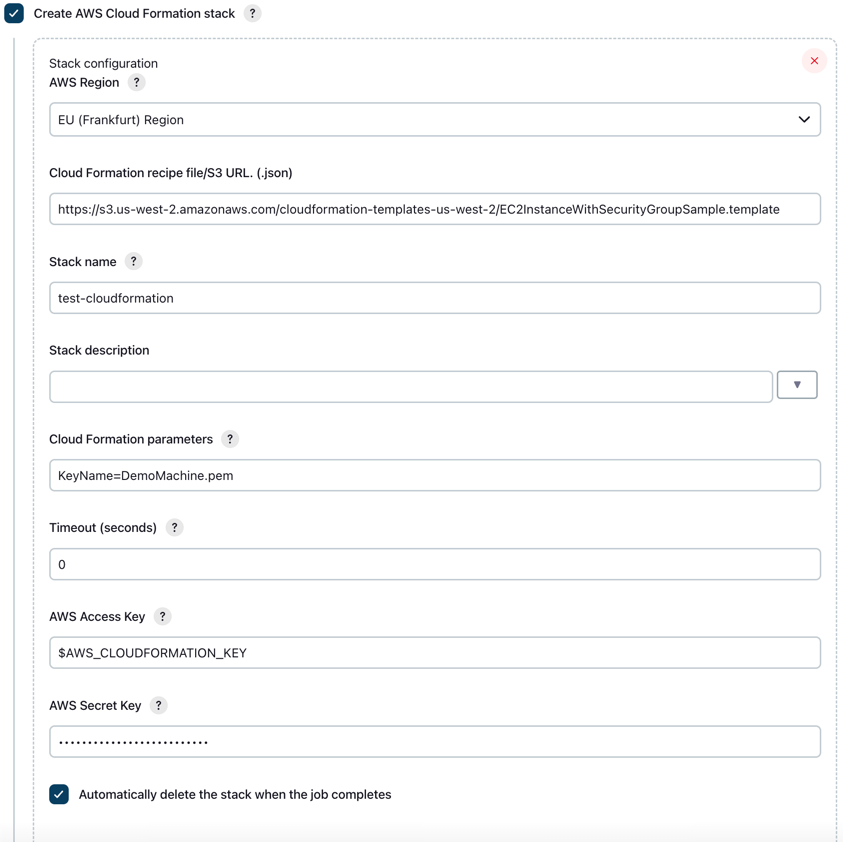 Create AWS Cloud Formation stack ?
Stack configuration
AWS Region ?
EU (Frankfurt) Region
Cloud Formation recipe file/S3 URL. (.json)
https://s3.us-west-2.amazonaws.com/cloudformation-templates-us-west-2/EC2InstanceWithSecurityGroupSample.template
Stack name ?
test-cloudformation
Stack description
Cloud Formation parameters ?
KeyName=DemoMachine.pem
Timeout (seconds) ?
0
AWS Access Key ?
$AWS_CLOUDFORMATION_KEY
AWS Secret Key ?
••••••••••••••••••••••••••
Automatically delete the stack when the job completes